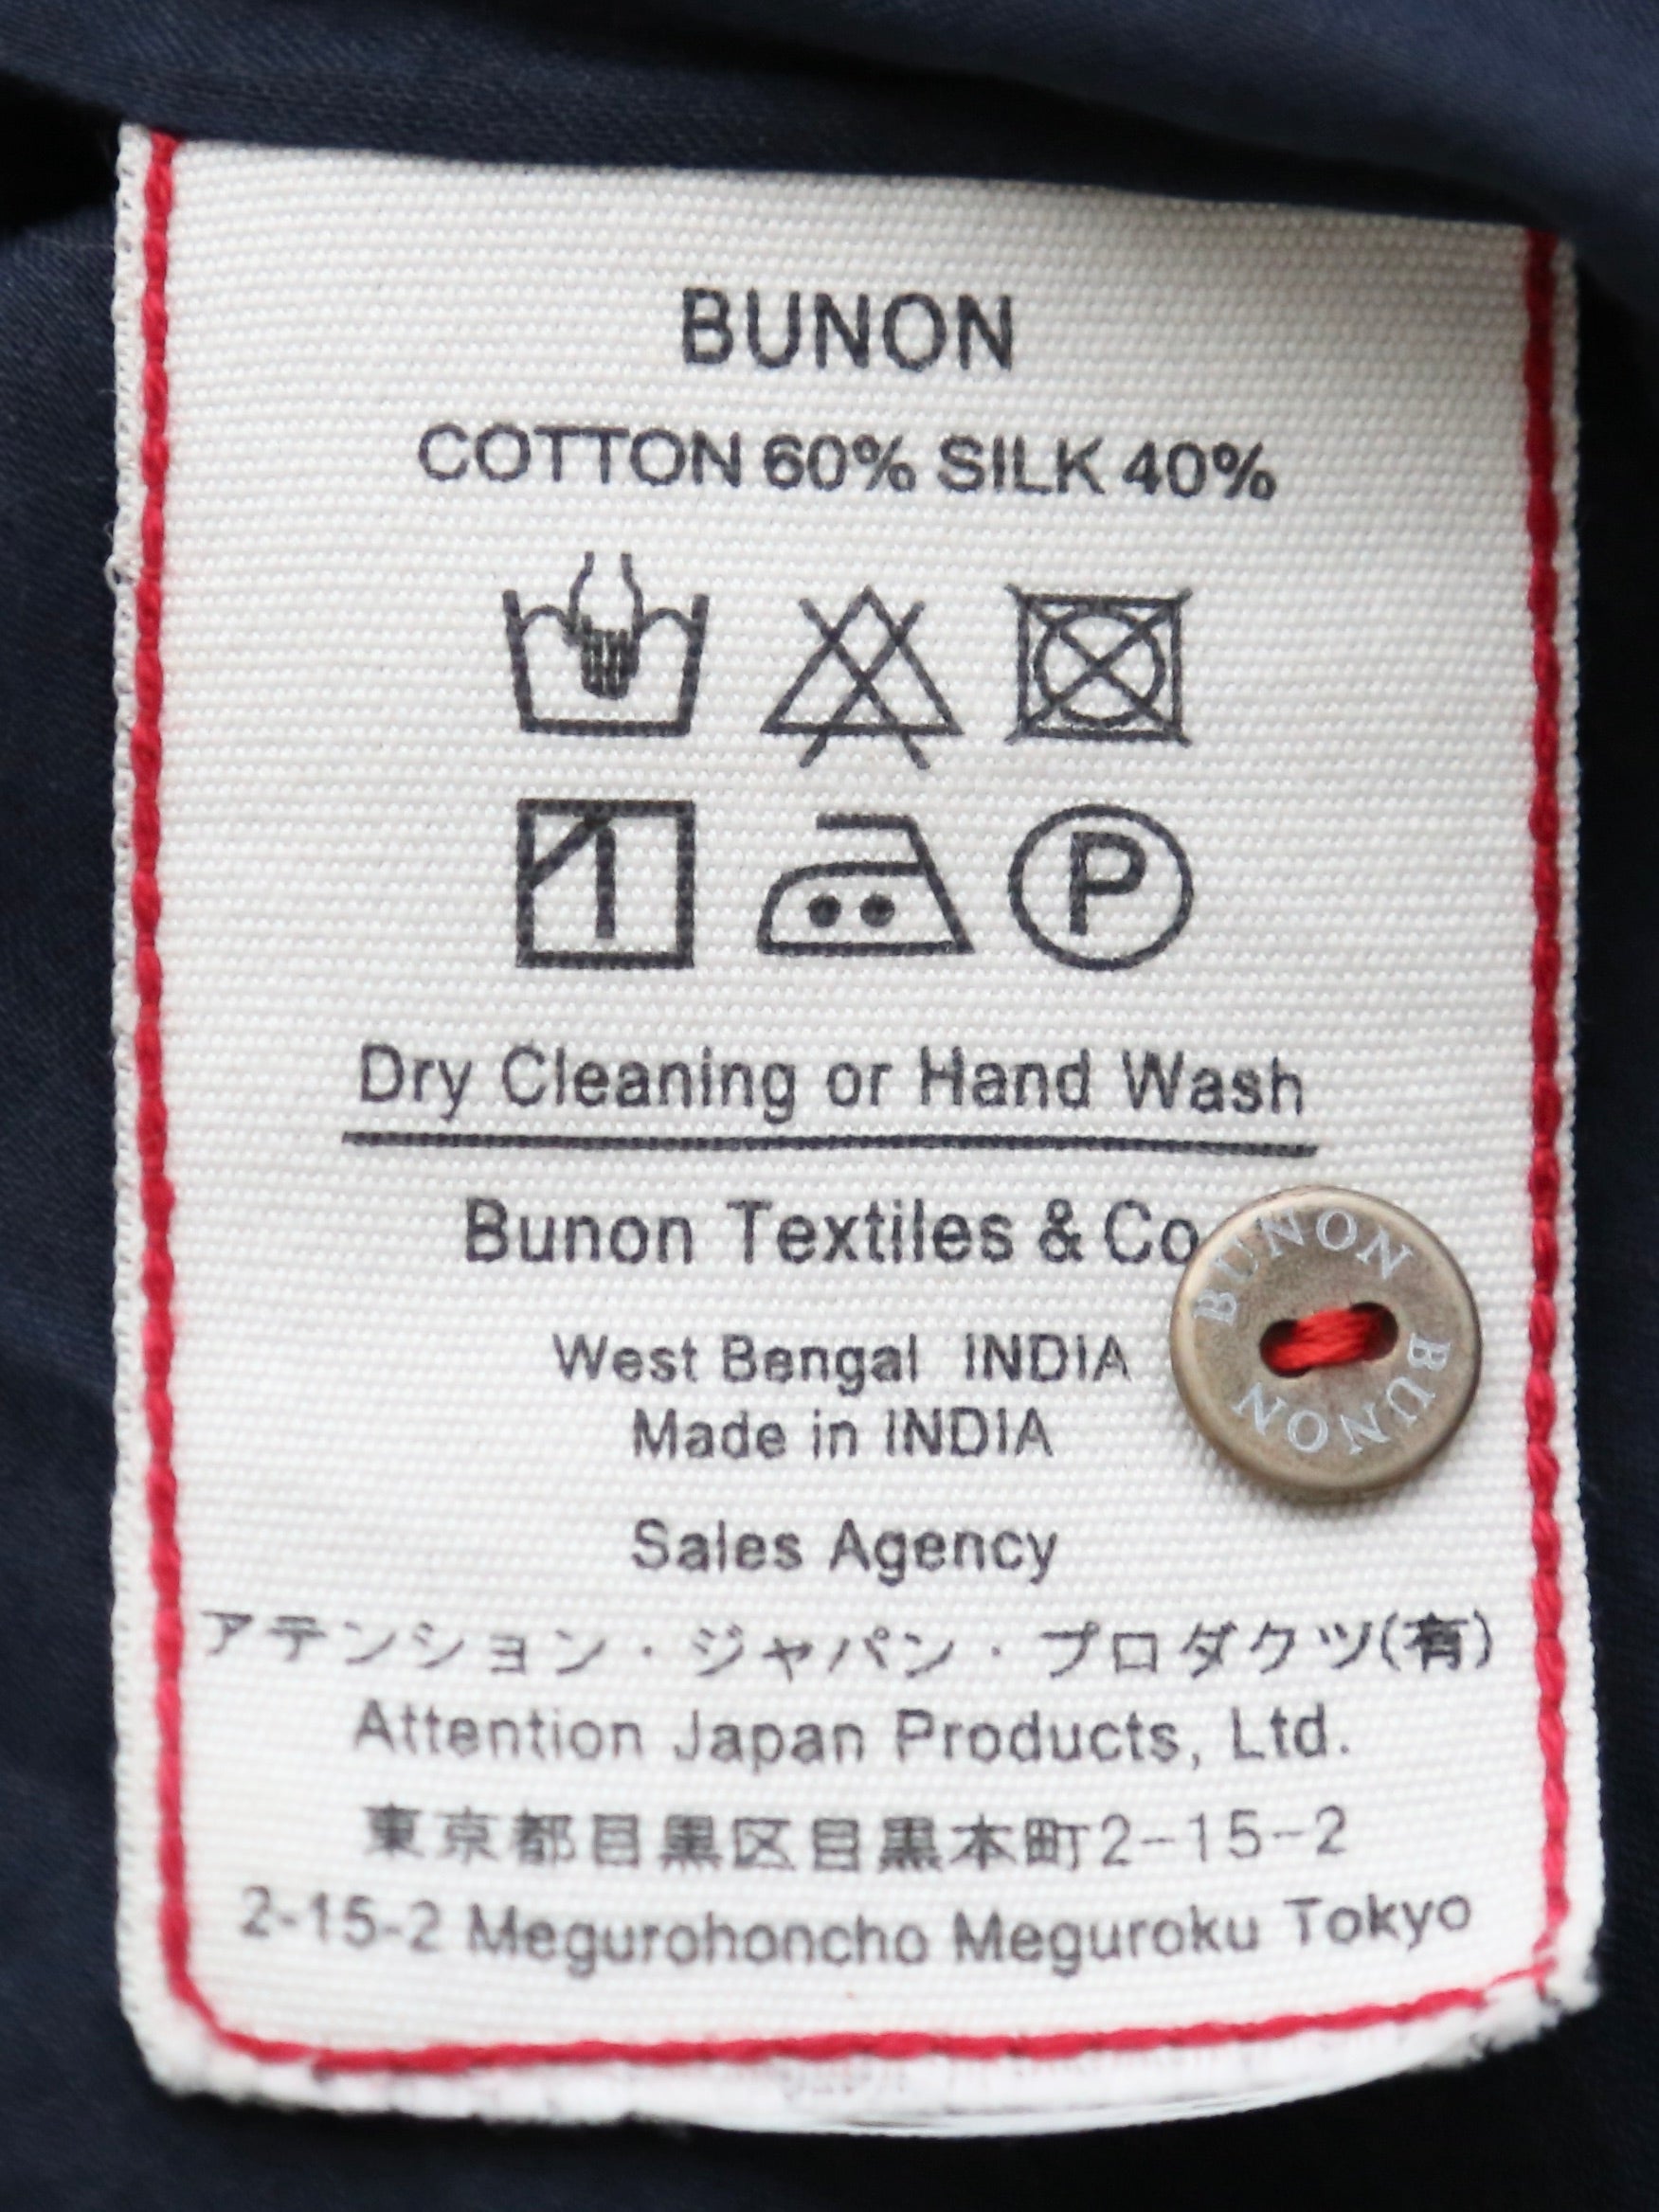 BUNON
COTTON 60% SILK 40%
P
Dry Cleaning or Hand Wash
Bunon Textiles & Co
BUNON BUNON
West Bengal INDIA
Made in INDIA
Sales Agency
アテンション・ジャパン・プロダクツ(有)
Attention Japan Products, Ltd.
東京都目黒区目黒本町2-15-2
2-15-2 Megurohoncho Meguroku Tokyo